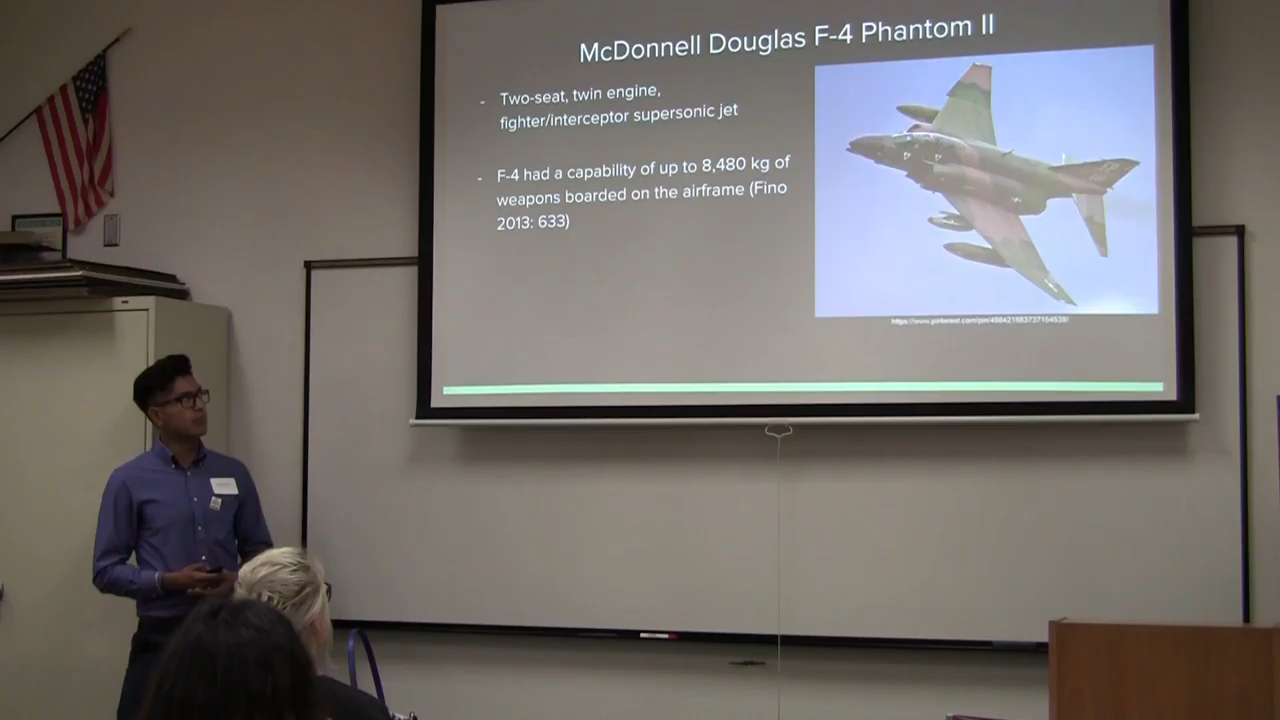 McDonnell Douglas F-4 Phantom II
- Two-seat, twin engine,
fighter/interceptor supersonic jet
- F-4 had a capability of up to 8,480 kg of
weapons boarded on the airframe (Fino
2013: 633)